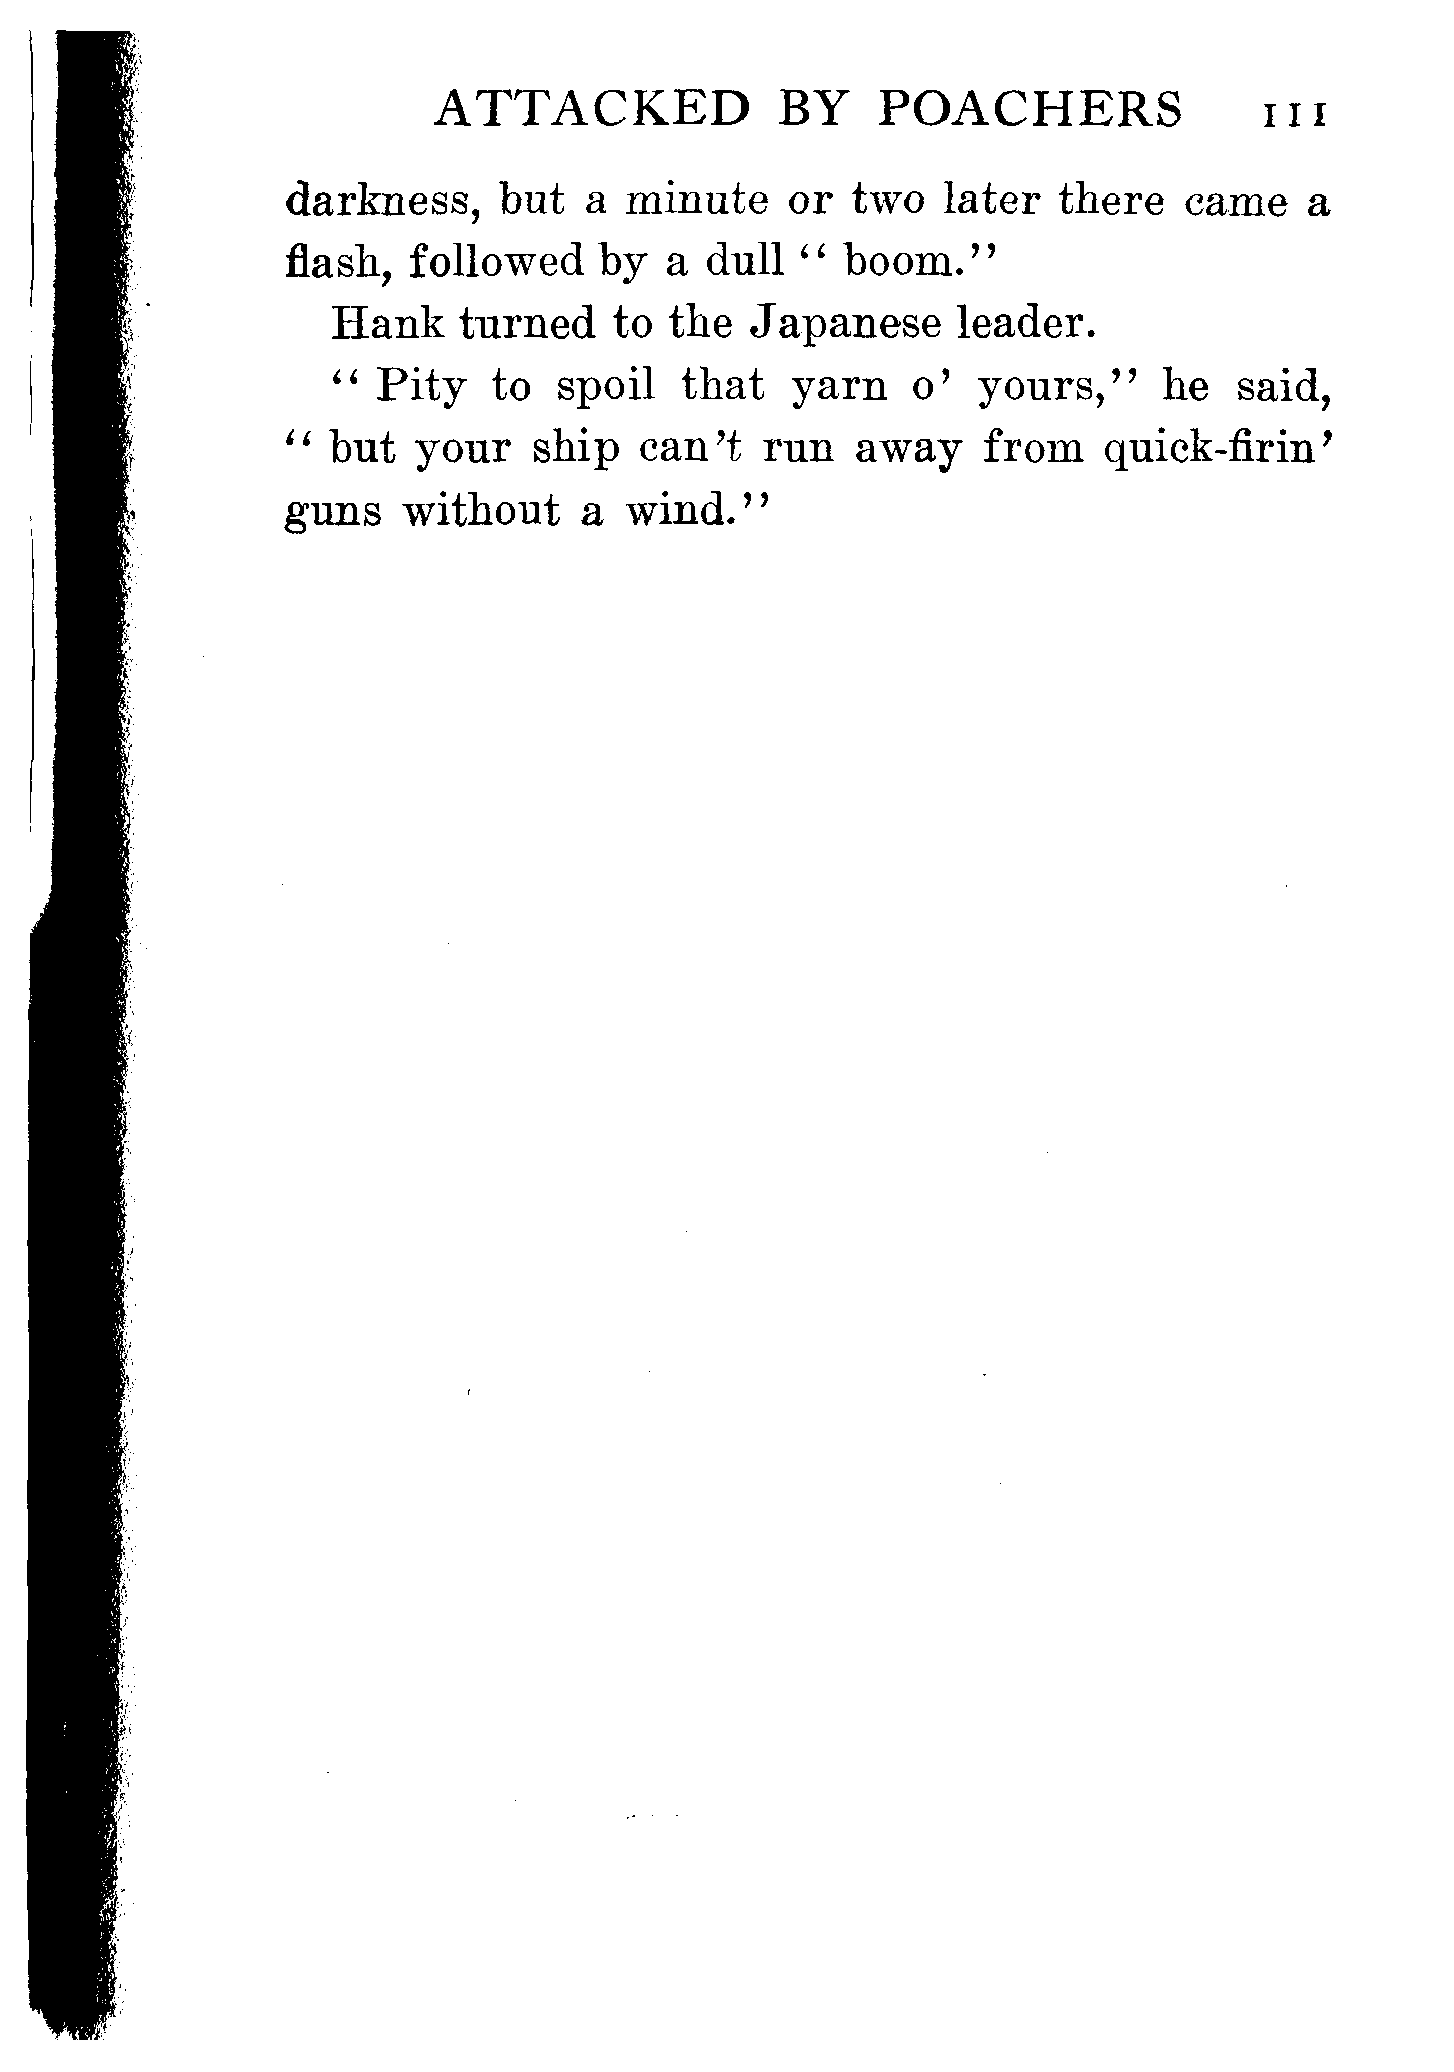 ATTACKED BY POACHERS 111
darkness, but a minute or two later there came a
flash, followed by a dull “ boom.”
Hank turned to the Japanese leader.
“ Pity to spoil that yarn o’ yours,” he said,
“ but your ship can’t run away from quick-firin’
guns without a wind.”